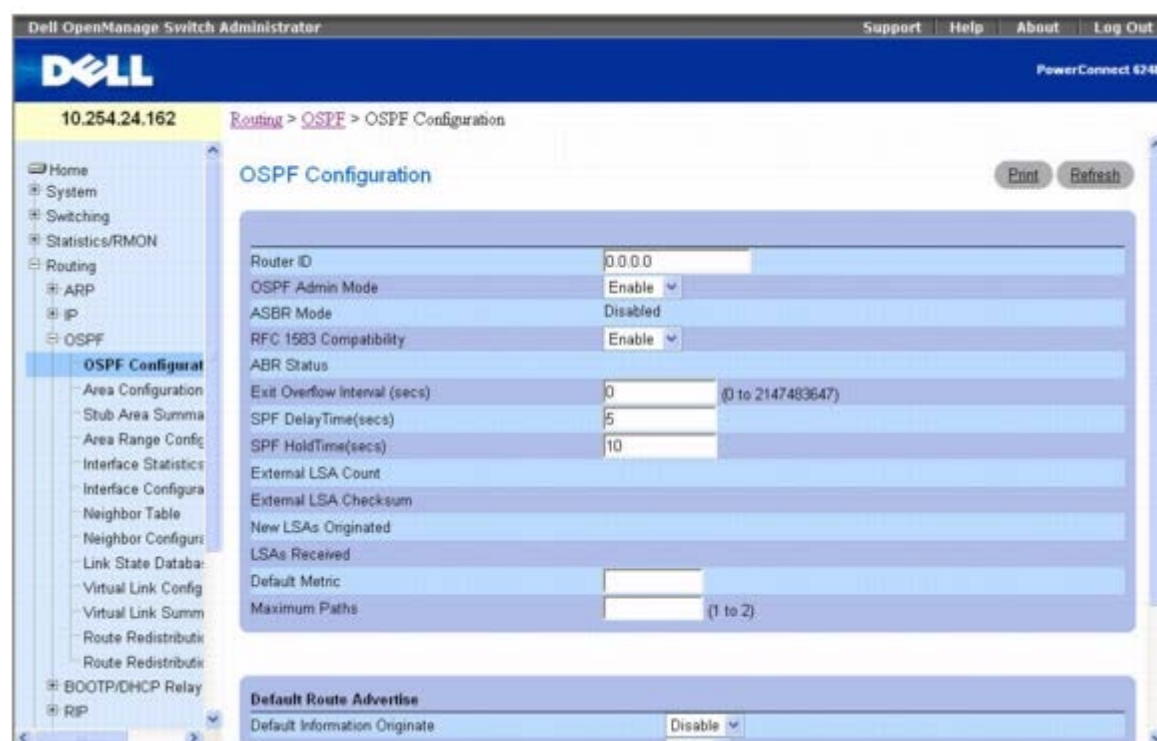 Dell OpenManage Switch Administrator Support Help About Log Out
DELL
PowerConnect 6248
10.254.24.162
Routing > OSPF > OSPF Configuration
Home
System
Switching
Statistics/RMON
Routing
ARP
IP
OSPF
OSPF Configurat
Area Configuration
Stub Area Summa
Area Range Config
Interface Statistics
Interface Configura
Neighbor Table
Neighbor Configura
Link State Databas
Virtual Link Config
Virtual Link Summ
Route Redistributio
Route Redistributio
BOOTP/DHCP Relay
RIP
OSPF Configuration
Print Refresh
Router ID 0.0.0.0
OSPF Admin Mode Enable
ASBR Mode Disabled
RFC 1583 Compatibility Enable
ABR Status
Exit Overflow Interval (secs) 0 (0 to 2147483647)
SPF DelayTime(secs) 5
SPF HoldTime(secs) 10
External LSA Count
External LSA Checksum
New LSAs Originated
LSAs Received
Default Metric
Maximum Paths (1 to 2)
Default Route Advertise
Default Information Originate Disable